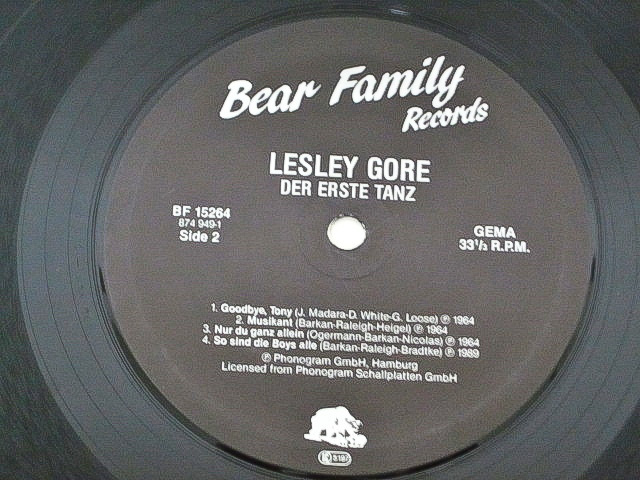 Bear Family
Records
LESLEY GORE
DER ERSTE TANZ
BF 15264
874 949-1
Side 2
GEMA
33⅓ R.P.M.
1. Goodbye, Tony (J. Madara-D. White-G. Loose) ℗ 1964
2. Musikant (Barkan-Raleigh-Heigel) ℗ 1964
3. Nur du ganz allein (Ogermann-Barkan-Nicolas) ℗ 1964
4. So sind die Boys alle (Barkan-Raleigh-Bradtke) ℗ 1989
℗ Phonogram GmbH, Hamburg
Licensed from Phonogram Schallplatten GmbH